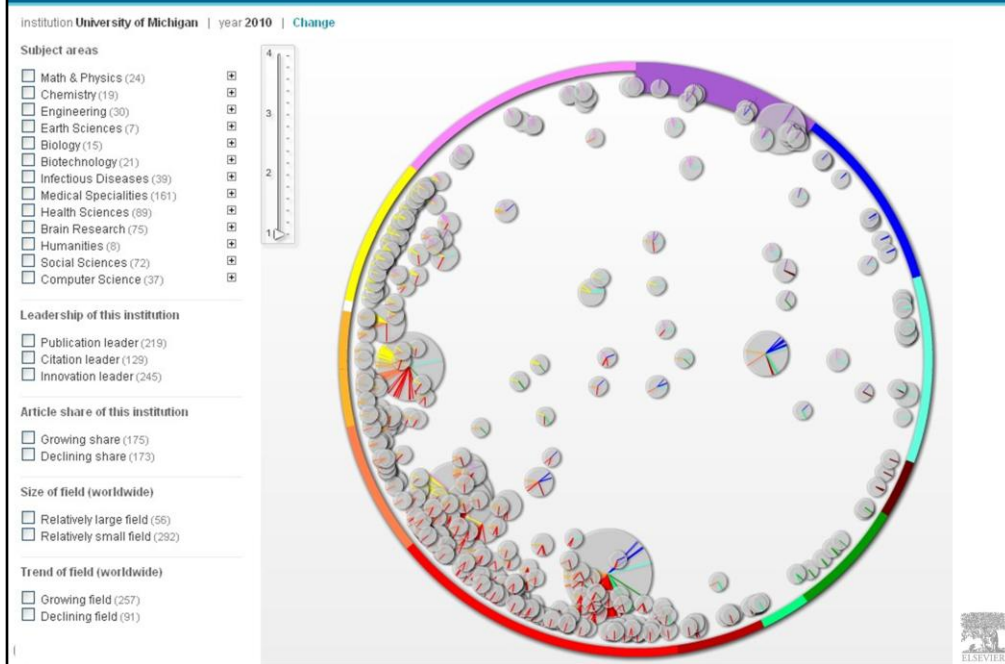 institution University of Michigan | year 2010 | Change
Subject areas
Math & Physics (24)
Chemistry (19)
Engineering (30)
Earth Sciences (7)
Biology (15)
Biotechnology (21)
Infectious Diseases (39)
Medical Specialities (161)
Health Sciences (89)
Brain Research (75)
Humanities (8)
Social Sciences (72)
Computer Science (37)
Leadership of this institution
Publication leader (219)
Citation leader (129)
Innovation leader (245)
Article share of this institution
Growing share (175)
Declining share (173)
Size of field (worldwide)
Relatively large field (56)
Relatively small field (292)
Trend of field (worldwide)
Growing field (257)
Declining field (91)
4
3
2
1
ELSEVIER